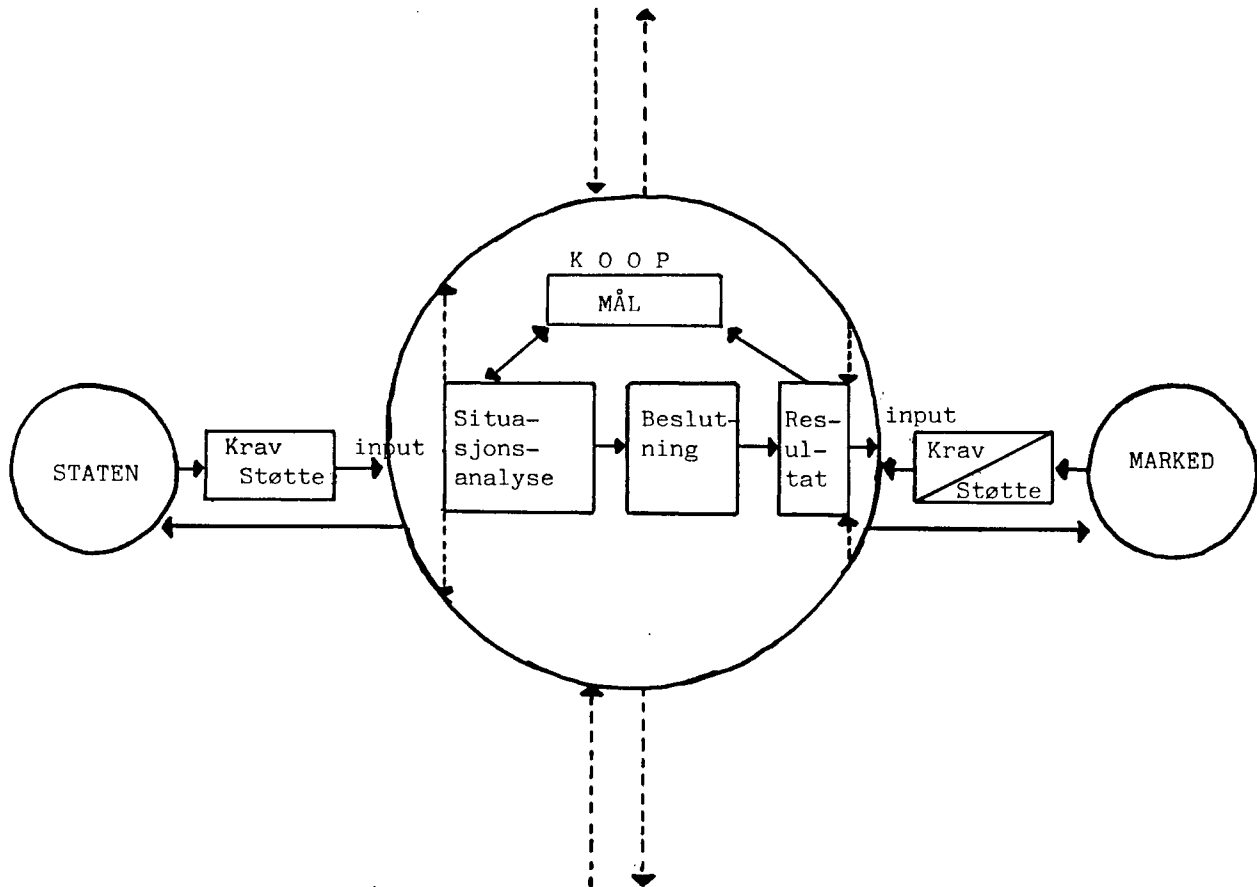 K O O P
MÅL
STATEN
Krav
Støtte
input
Situa-
sjons-
analyse
Beslut-
ning
Res-
ul-
tat
input
Krav
Støtte
MARKED